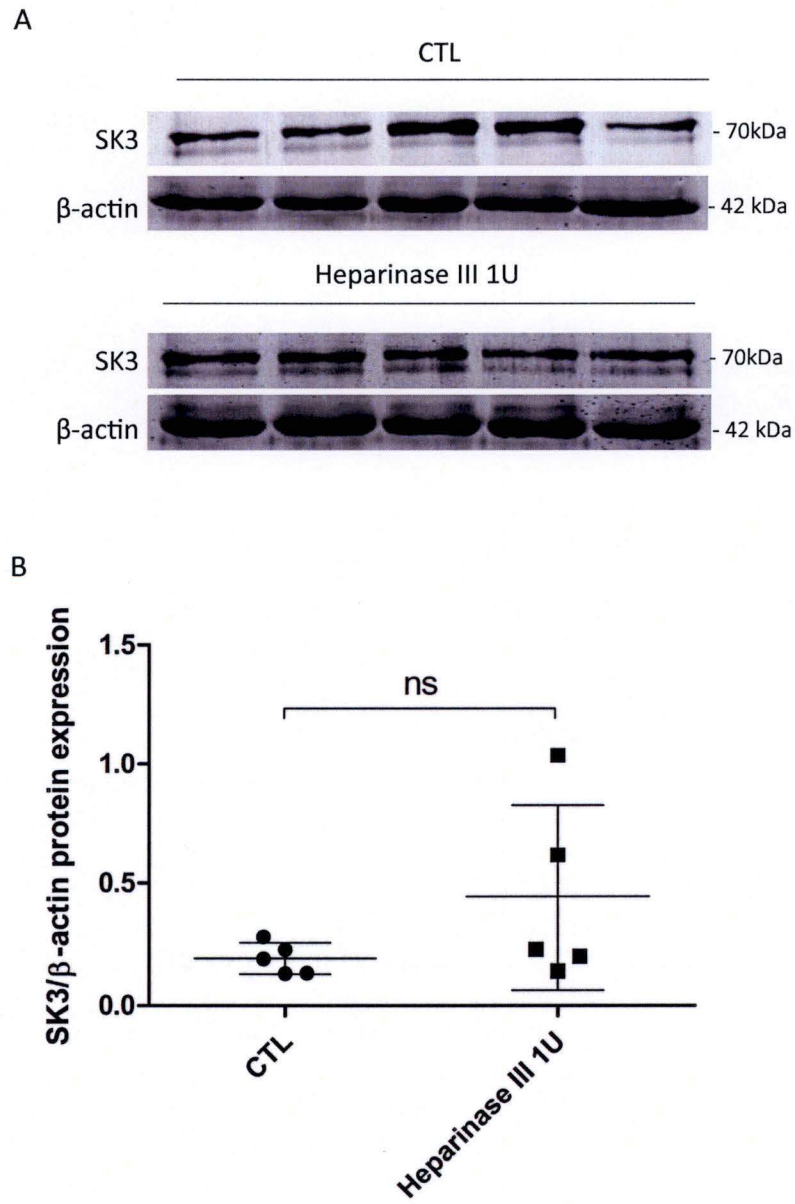 A
CTL
SK3
- 70kDa
β-actin
- 42 kDa
Heparinase III 1U
SK3
- 70kDa
β-actin
- 42 kDa
B
SK3/β-actin protein expression
1.5
ns
1.0
0.5
0.0
CTL
Heparinase III 1U